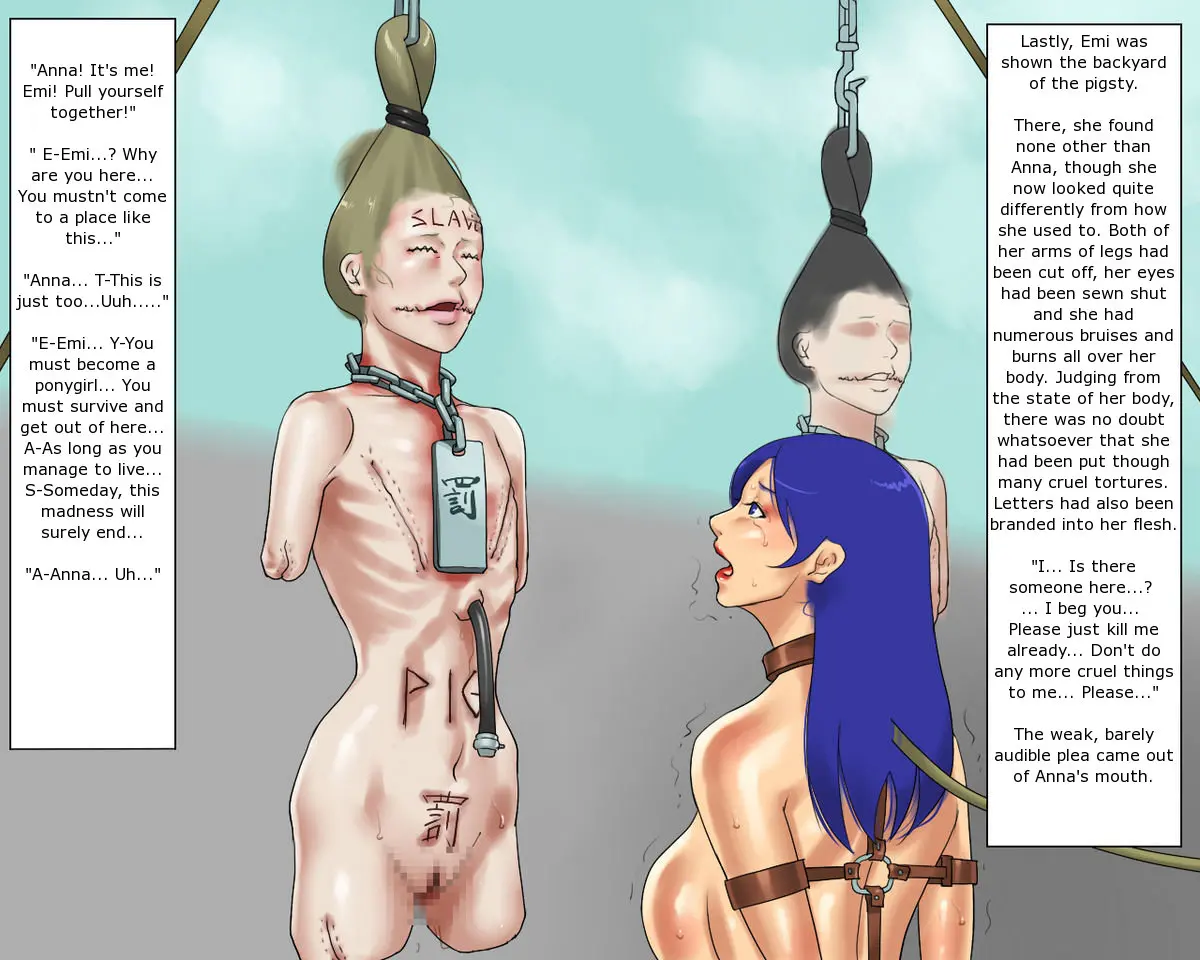 "Anna! It's me!
Emi! Pull yourself
together!"
" E-Emi...? Why
are you here...
You mustn't come
to a place like
this..."
"Anna... T-This is
just too...Uuh....."
"E-Emi... Y-You
must become a
ponygirl... You
must survive and
get out of here...
A-As long as you
manage to live...
S-Someday, this
madness will
surely end...
"A-Anna... Uh..."
SLAVE
罰
PIG
罰
Lastly, Emi was
shown the backyard
of the pigsty.
There, she found
none other than
Anna, though she
now looked quite
differently from how
she used to. Both of
her arms of legs had
been cut off, her eyes
had been sewn shut
and she had
numerous bruises and
burns all over her
body. Judging from
the state of her body,
there was no doubt
whatsoever that she
had been put though
many cruel tortures.
Letters had also been
branded into her flesh.
"I... Is there
someone here...?
... I beg you...
Please just kill me
already... Don't do
any more cruel things
to me... Please..."
The weak, barely
audible plea came out
of Anna's mouth.